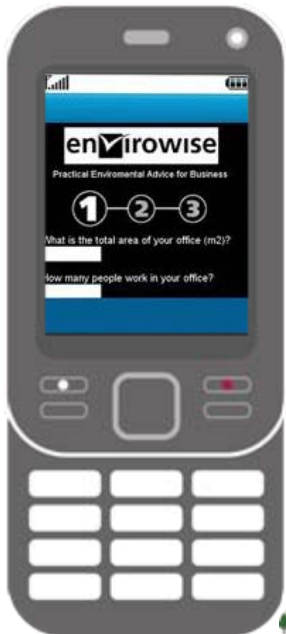 envirowise
Practical Enviromental Advice for Business
1 2 3
What is the total area of your office (m2)?
How many people work in your office?